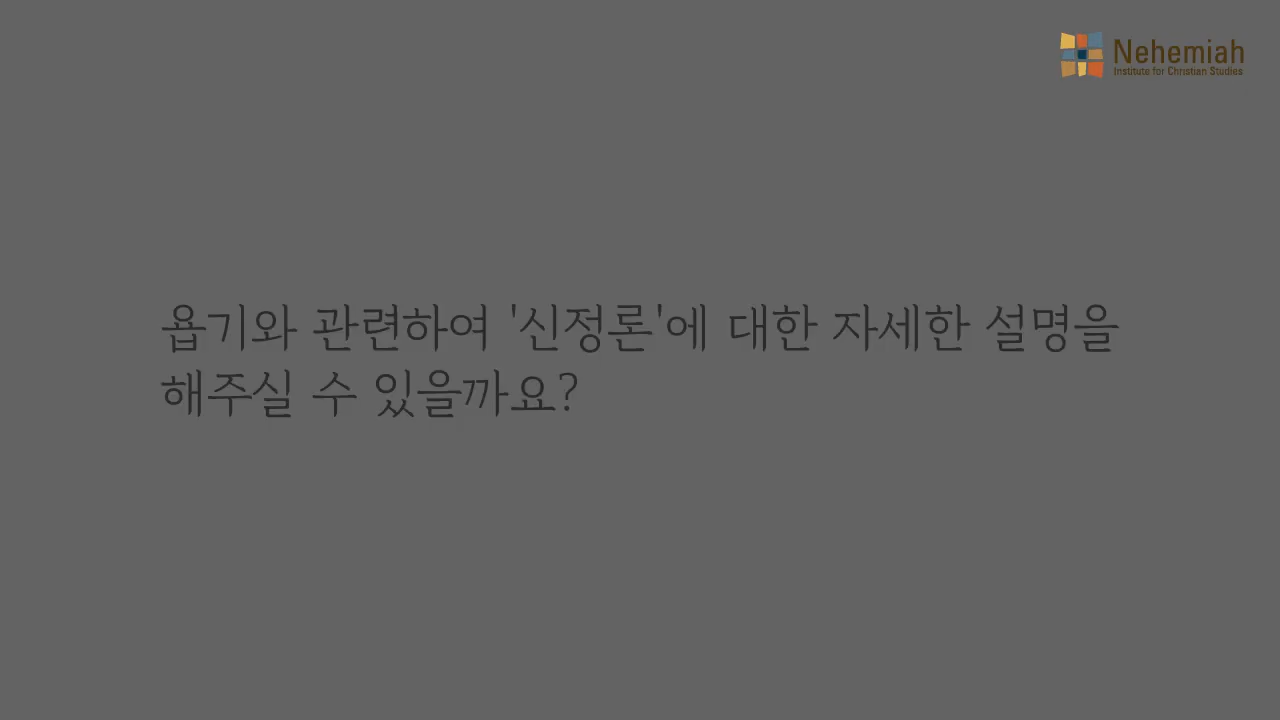 Nehemiah
Institute for Christian Studies
욥기와 관련하여 '신정론'에 대한 자세한 설명을
해주실 수 있을까요?